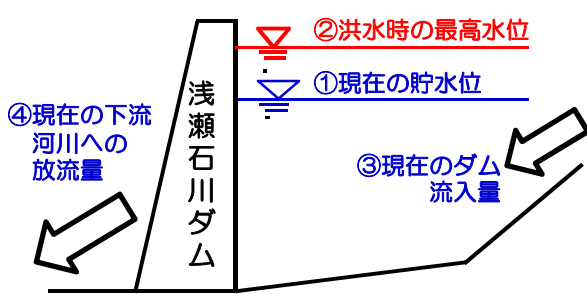 ②洪水時の最高水位
①現在の貯水位
④現在の下流
河川への
放流量
浅瀬石川ダム
③現在のダム
流入量